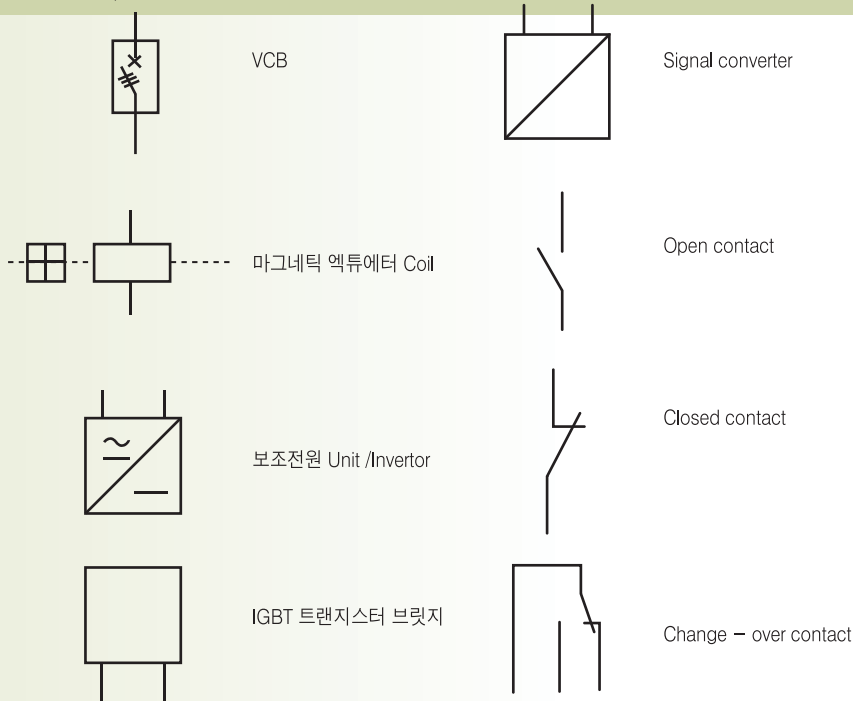 VCB
Signal converter
마그네틱 엑튜에터 Coil
Open contact
보조전원 Unit /Invertor
Closed contact
IGBT 트랜지스터 브릿지
Change - over contact